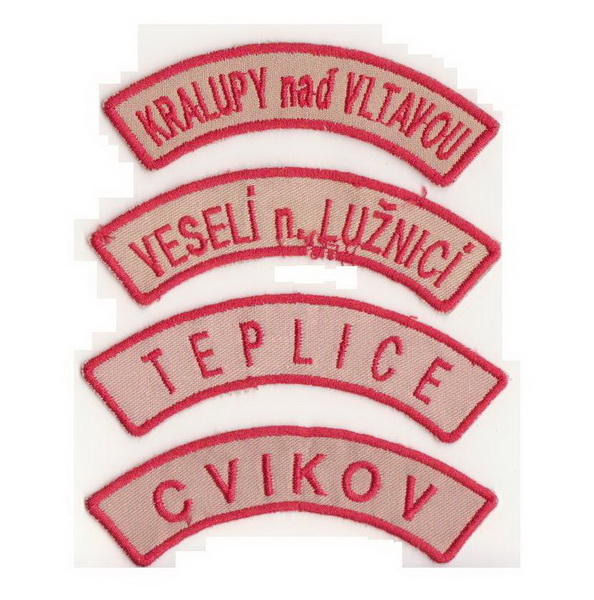 KRALUPY nad VLTAVOU
VESELÍ n. LUŽNICÍ
TEPLICE
CVIKOV